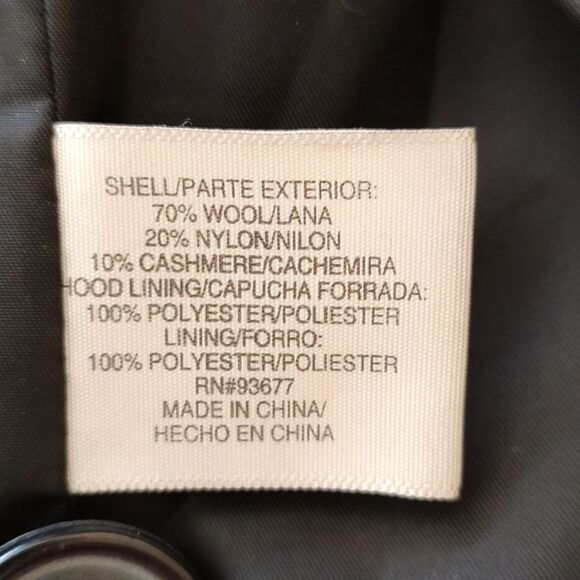 SHELL/PARTE EXTERIOR:
70% WOOL/LANA
20% NYLON/NILON
10% CASHMERE/CACHEMIRA
HOOD LINING/CAPUCHA FORRADA:
100% POLYESTER/POLIESTER
LINING/FORRO:
100% POLYESTER/POLIESTER
RN#93677
MADE IN CHINA/
HECHO EN CHINA